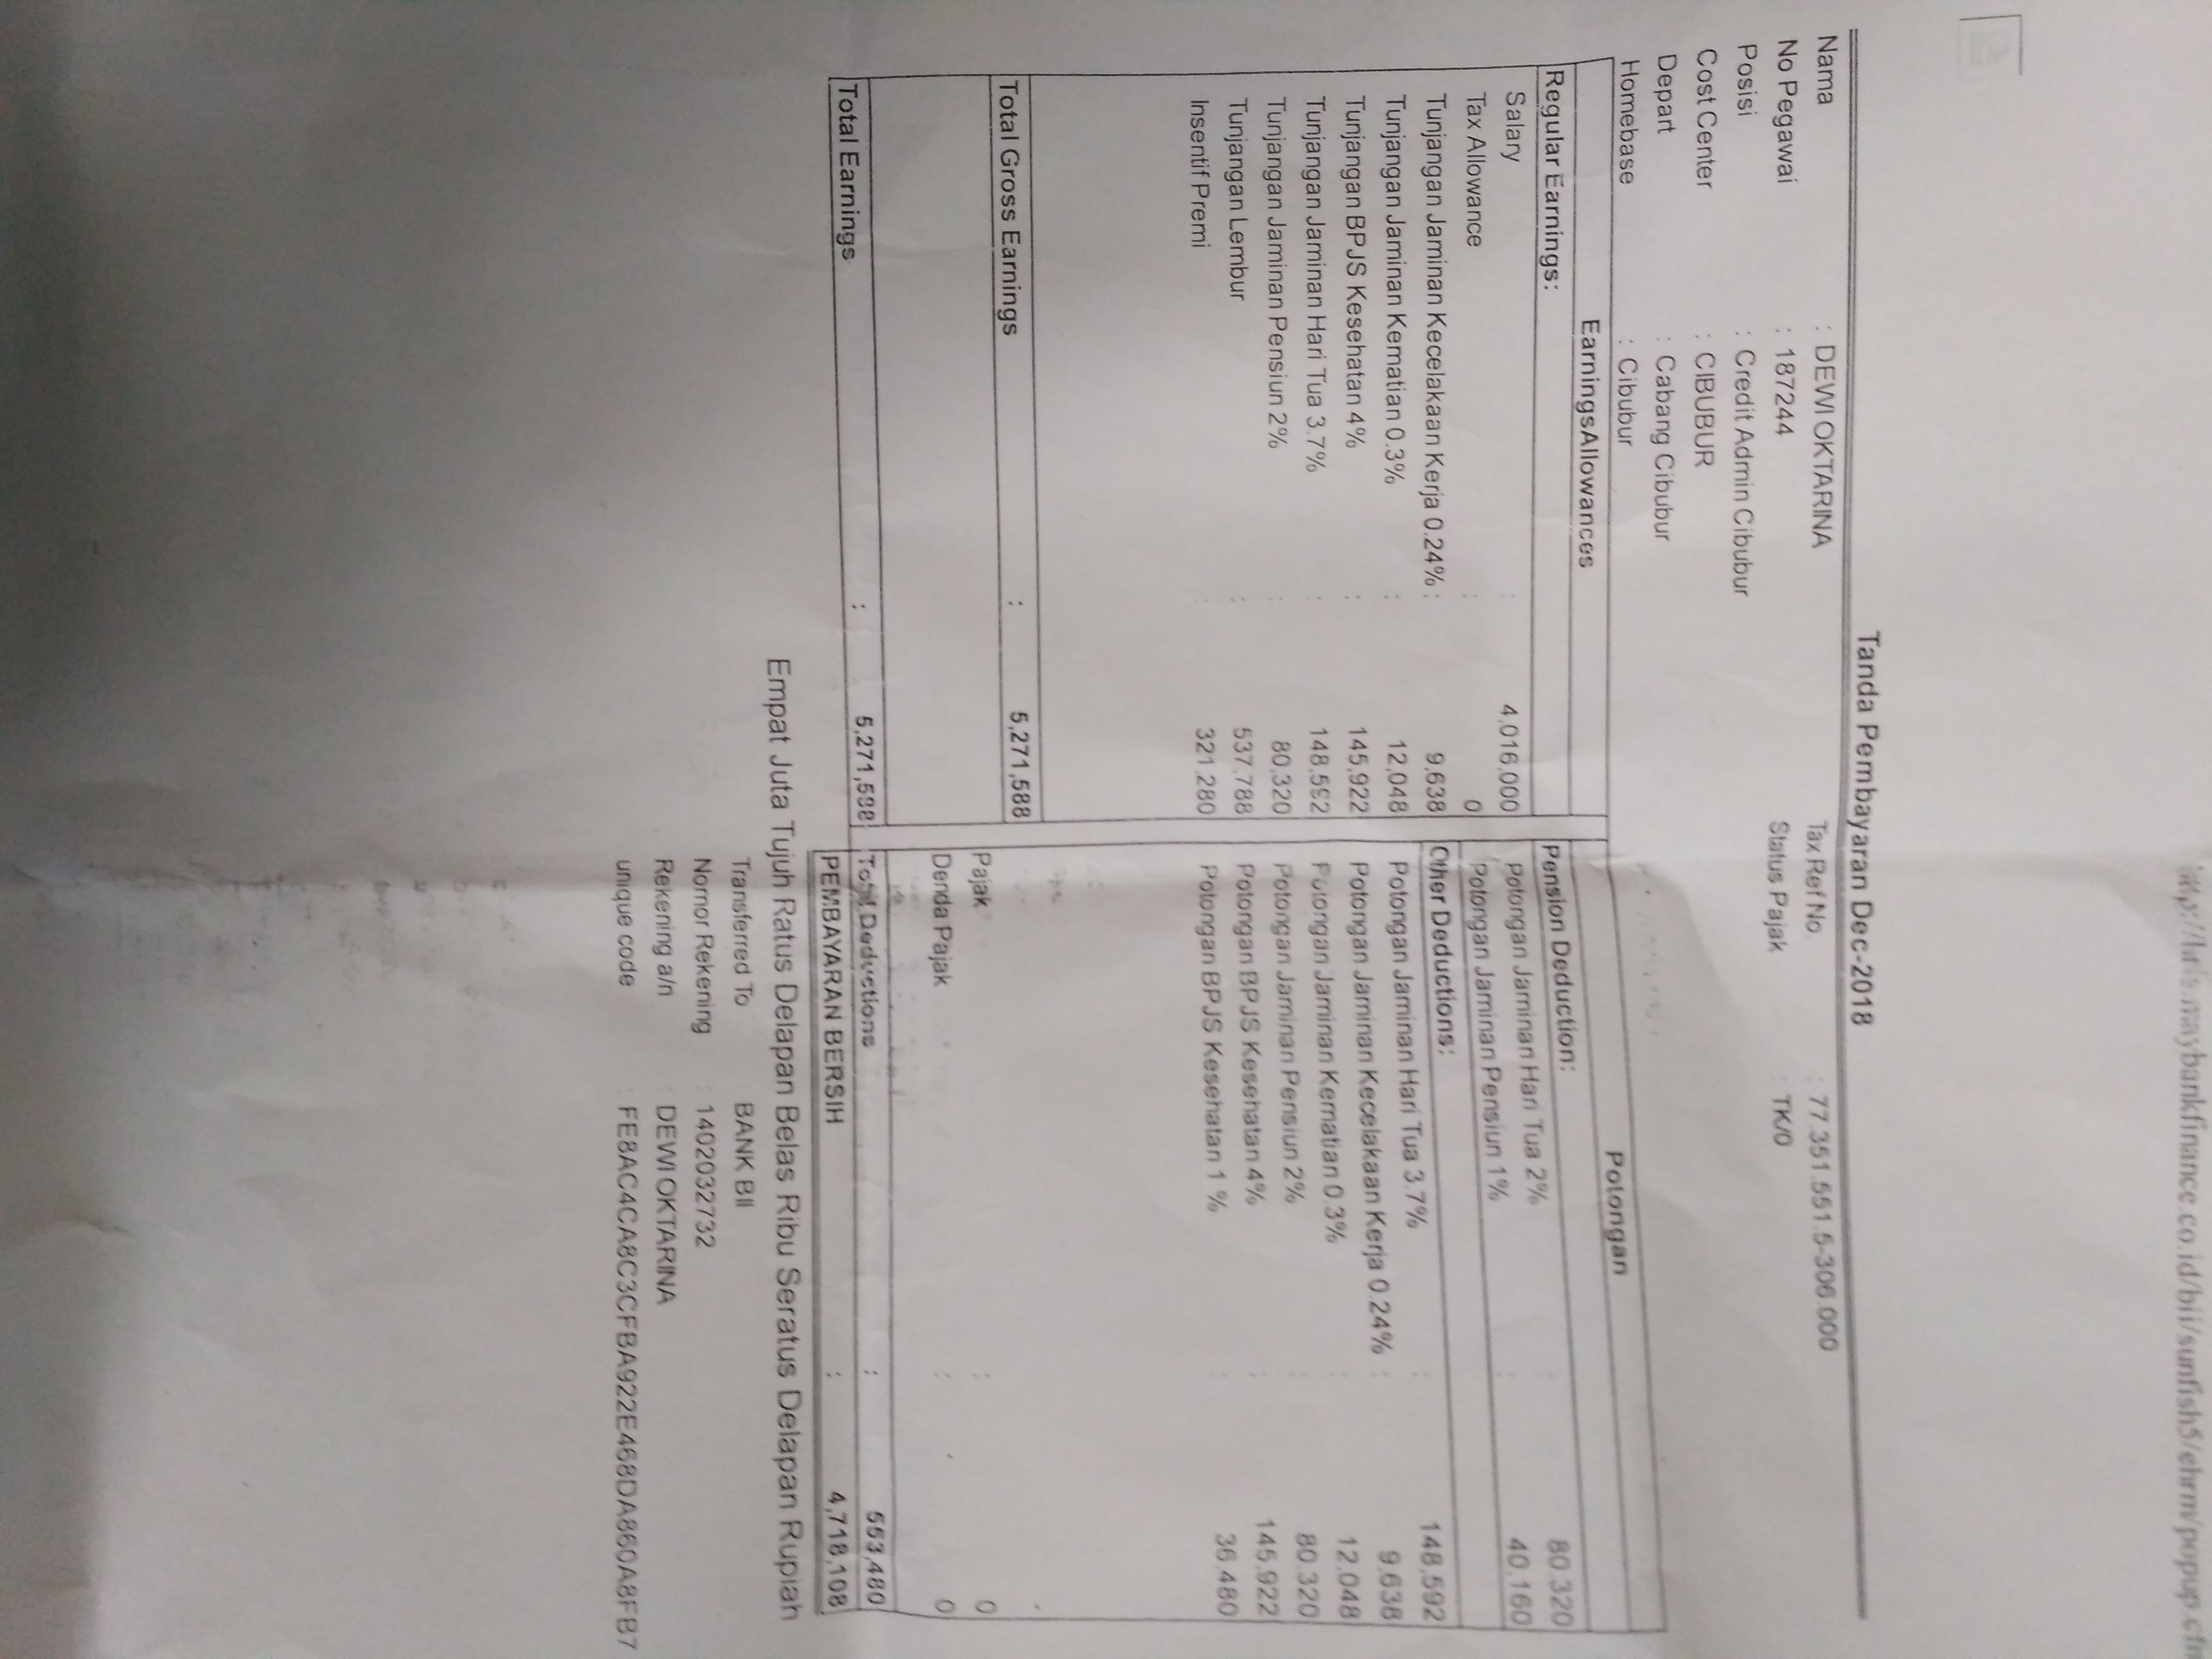 http://hris.maybankfinance.co.id/bii/sunfish5/ehrm/popup.cfm
Tanda Pembayaran Dec-2018
Nama : DEWI OKTARINA Tax Ref No. : 77.351.551.5-306.000
No Pegawai : 187244 Status Pajak : TK/0
Posisi : Credit Admin Cibubur
Cost Center : CIBUBUR
Depart : Cabang Cibubur
Homebase : Cibubur
EarningsAllowances Potongan
Regular Earnings: Pension Deduction:
Salary : 4,016,000 Potongan Jaminan Hari Tua 2% : 80,320
Tax Allowance : 0 Potongan Jaminan Pensiun 1% : 40,160
Tunjangan Jaminan Kecelakaan Kerja 0.24% : 9,638 Other Deductions:
Tunjangan Jaminan Kematian 0.3% : 12,048 Potongan Jaminan Hari Tua 3.7% : 148,592
Tunjangan BPJS Kesehatan 4% : 145,922 Potongan Jaminan Kecelakaan Kerja 0.24% : 9,638
Tunjangan Jaminan Hari Tua 3.7% : 148,592 Potongan Jaminan Kematian 0.3% : 12,048
Tunjangan Jaminan Pensiun 2% : 80,320 Potongan Jaminan Pensiun 2% : 80,320
Tunjangan Lembur : 537,788 Potongan BPJS Kesehatan 4% : 145,922
Insentif Premi : 321,280 Potongan BPJS Kesehatan 1 % : 36,480
Total Gross Earnings : 5,271,588 Pajak : 0
Denda Pajak : 0
Total Earnings : 5,271,588 Total Deductions : 553,480
PEMBAYARAN BERSIH : 4,718,108
Empat Juta Tujuh Ratus Delapan Belas Ribu Seratus Delapan Rupiah
Transferred To : BANK BII
Nomor Rekening : 1402032732
Rekening a/n : DEWI OKTARINA
unique code : FE8AC4CA8C3CFBA922E468DA860A8FB7